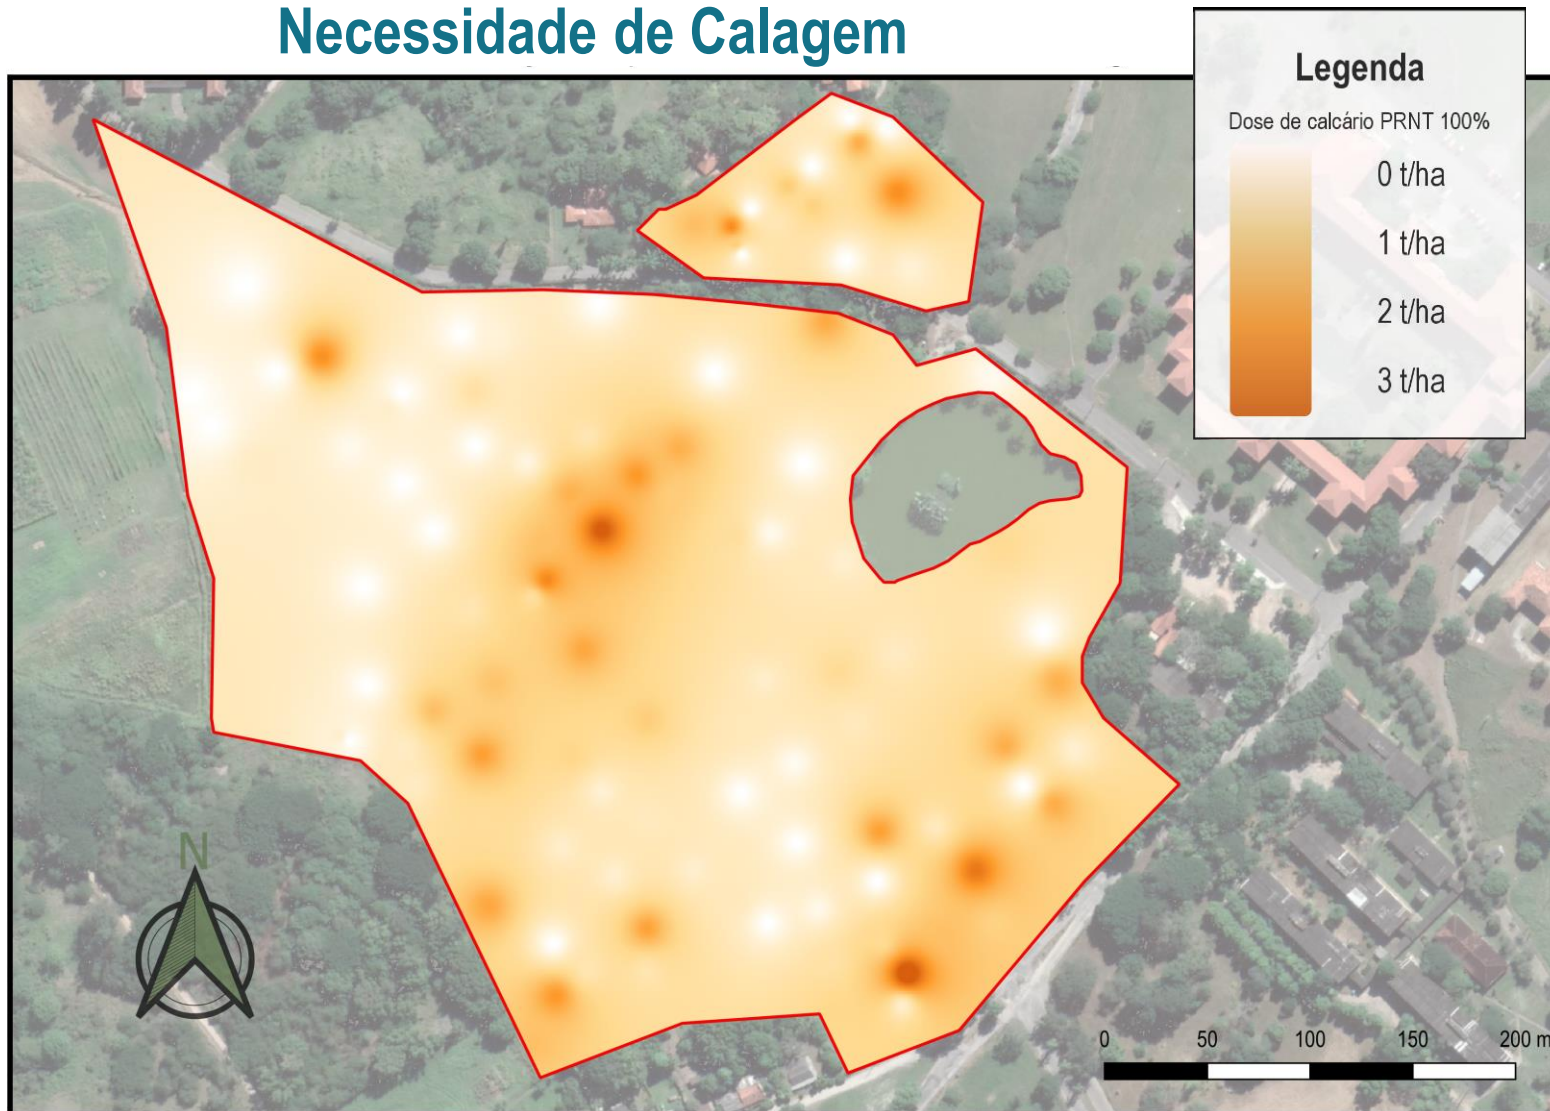 Necessidade de Calagem
Legenda
Dose de calcário PRNT 100%
0 t/ha
1 t/ha
2 t/ha
3 t/ha
N
0 50 100 150 200 m